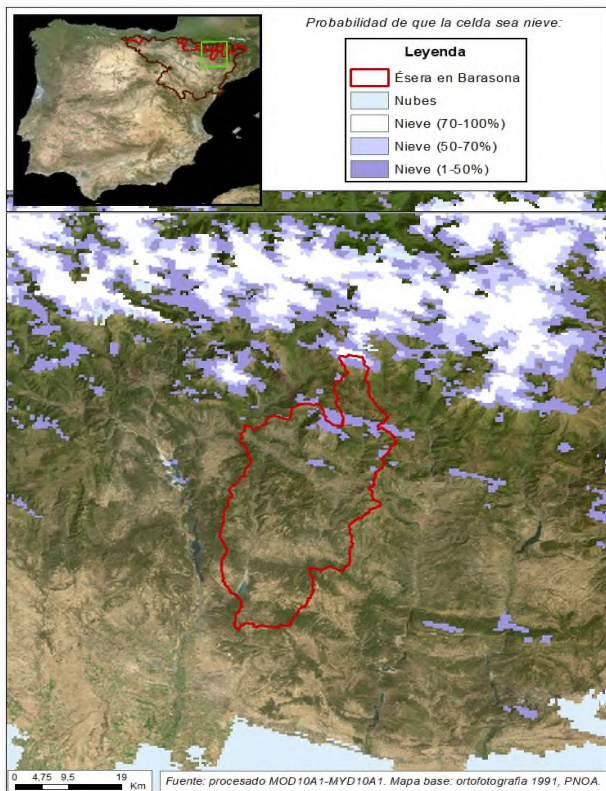 Probabilidad de que la celda sea nieve:
Leyenda
Ésera en Barasona
Nubes
Nieve (70-100%)
Nieve (50-70%)
Nieve (1-50%)
0 4,75 9,5 19
Km
Fuente: procesado MOD10A1-MYD10A1. Mapa base: ortofotografía 1991, PNOA.